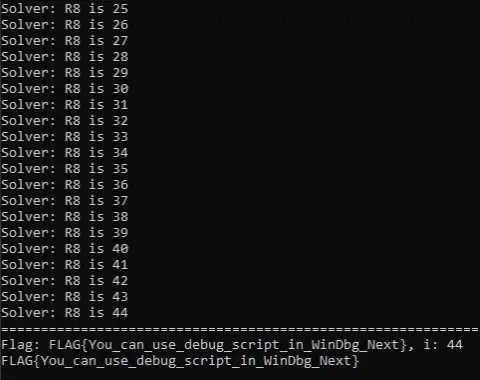 Solver: R8 is 25
Solver: R8 is 26
Solver: R8 is 27
Solver: R8 is 28
Solver: R8 is 29
Solver: R8 is 30
Solver: R8 is 31
Solver: R8 is 32
Solver: R8 is 33
Solver: R8 is 34
Solver: R8 is 35
Solver: R8 is 36
Solver: R8 is 37
Solver: R8 is 38
Solver: R8 is 39
Solver: R8 is 40
Solver: R8 is 41
Solver: R8 is 42
Solver: R8 is 43
Solver: R8 is 44
============================================================
Flag: FLAG{You_can_use_debug_script_in_WinDbg_Next}, i: 44
FLAG{You_can_use_debug_script_in_WinDbg_Next}